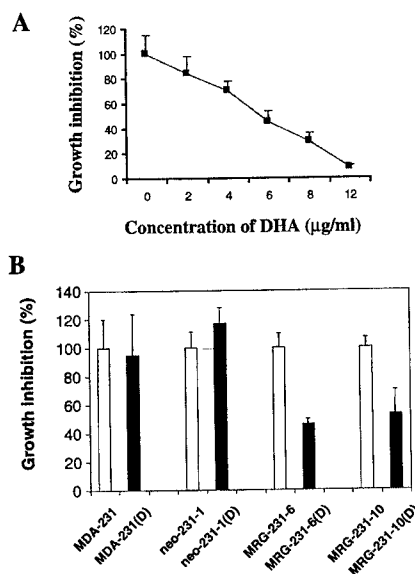 A
Growth inhibition (%)
120
100
80
60
40
20
0
0 2 4 6 8 12
Concentration of DHA (µg/ml)
B
Growth inhibition (%)
140
120
100
80
60
40
20
0
MDA-231
MDA-231(D)
neo-231-1
neo-231-1(D)
MRG-231-6
MRG-231-6(D)
MRG-231-10
MRG-231-10(D)